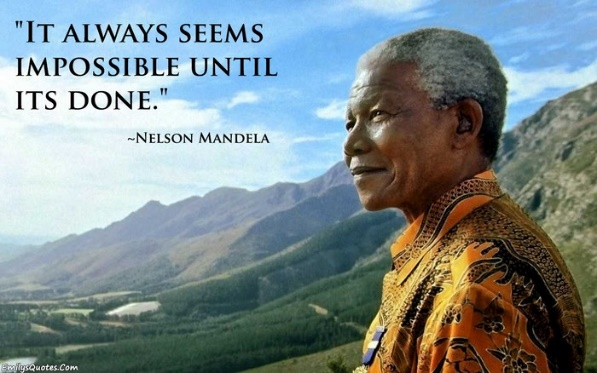 "It always seems
impossible until
its done."
~Nelson Mandela
EmilysQuotes.Com